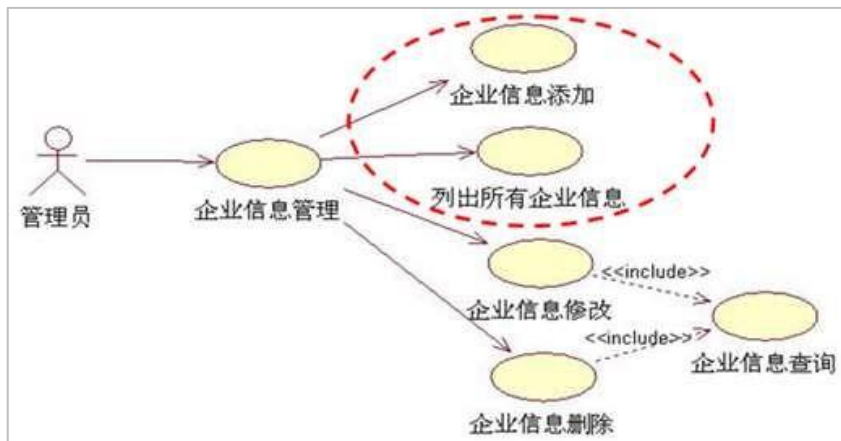 企业信息添加
列出所有企业信息
管理员
企业信息管理
<<include>>
企业信息修改
<<include>>
企业信息查询
企业信息删除